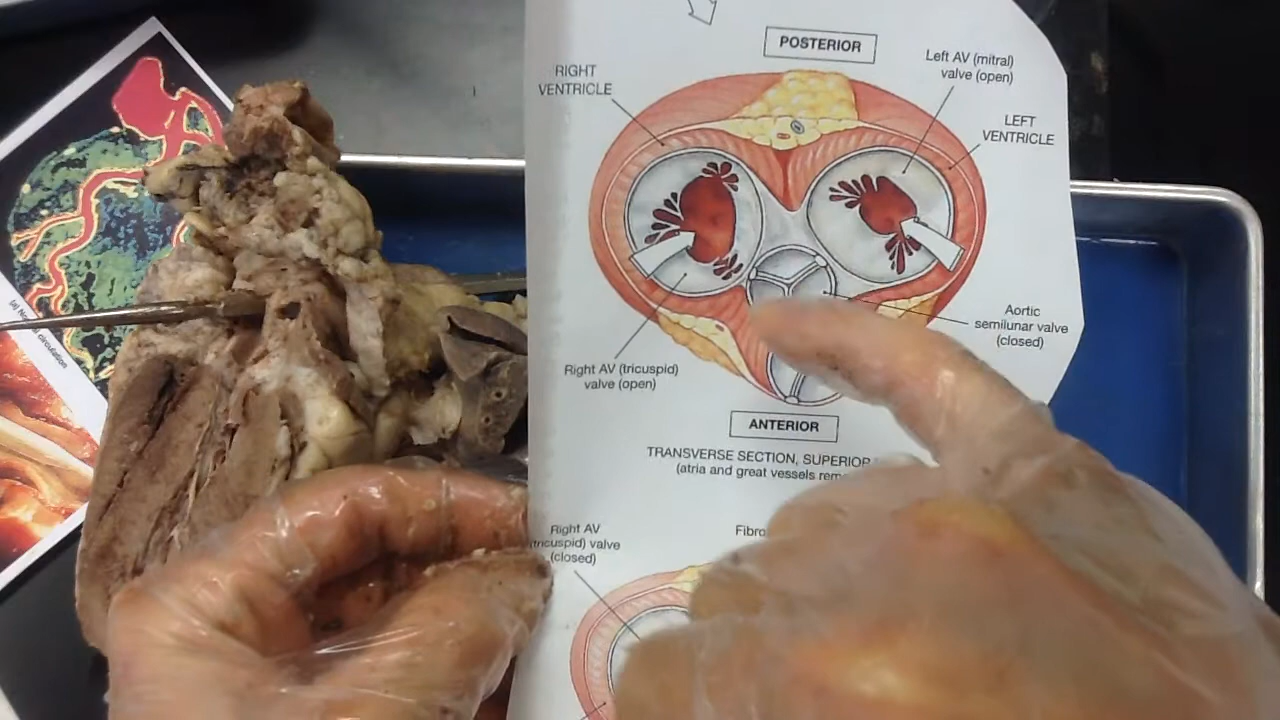 POSTERIOR
Left AV (mitral)
valve (open)
RIGHT
VENTRICLE
LEFT
VENTRICLE
Aortic
semilunar valve
(closed)
Right AV (tricuspid)
valve (open)
ANTERIOR
TRANSVERSE SECTION, SUPERIOR
(atria and great vessels rem
Right AV
(tricuspid) valve
(closed)
Fibro
circulation